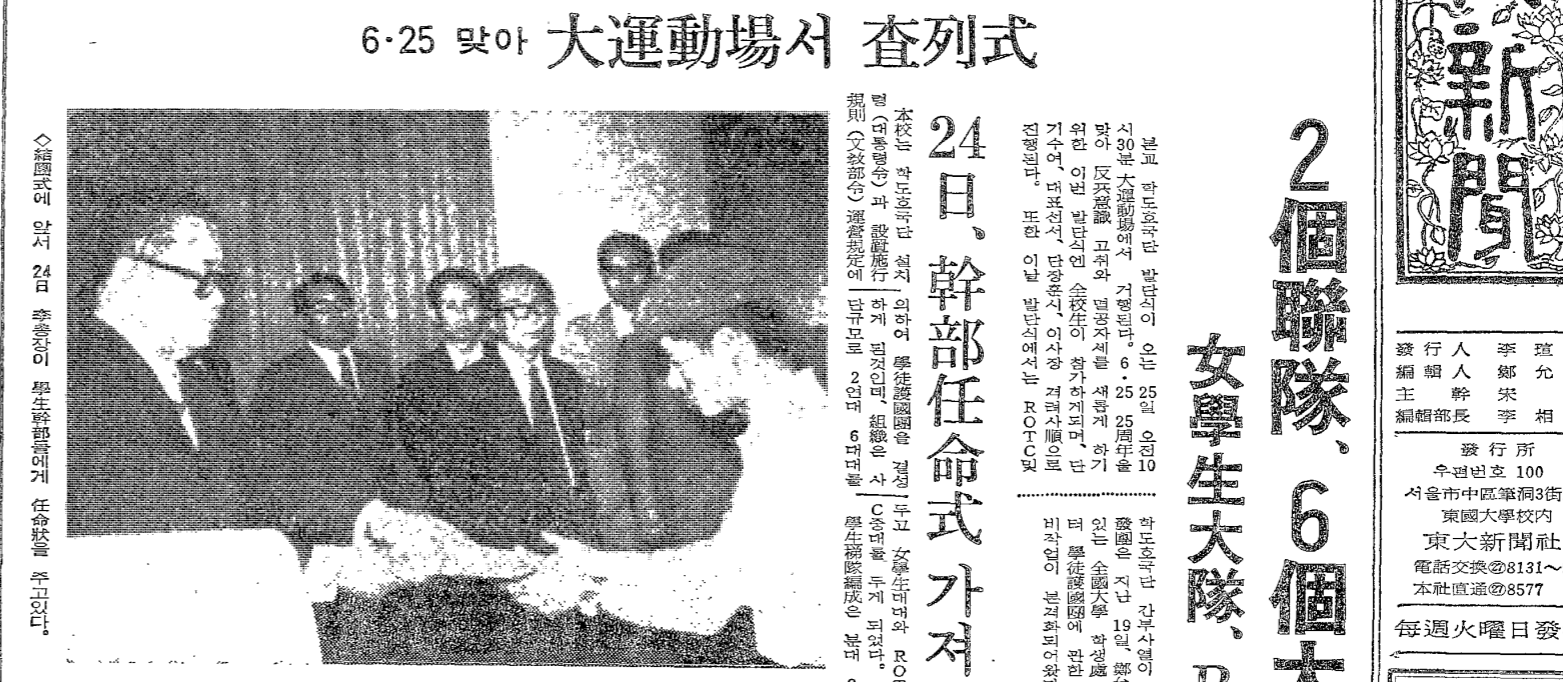 6·25 맞아 大運動場서 査列式
新聞
發行人 李瑄
編輯人 鄭允
主幹 宋
編輯部長 李相
發行所
우편번호 100
서울市中區筆洞3街
東國大學校內
東大新聞社
電話交換㉗8131~
本社直通㉗8577
每週火曜日發
2個聯隊、6個大
女學生大隊、R
본교 학도호국단 발단식이 오는 25일 오전10
시30분 大運動場에서 거행된다. 6·25 25周年을
맞아 反共意識 고취와 멸공자세를 새롭게 하기
위한 이번 발단식엔 全校生이 참가하게되며, 단
기수여, 대표선서, 단장훈시, 이사장 격려사順으로
진행된다. 또한 이날 발단식에서는 ROTC및
학도호국단 간부사열이
發團은 지난 19일, 鄭
있는 全國大學 학생處
터 學徒護國團에 관한
비작업이 본격화되어왔
24日、幹部任命式 가져
本校는 학도호국단 설치
령(대통령令)과 設置施行
規則(文敎部令) 運營規定에
의하여 學徒護國團을 결성
하게 된것인데, 組織은 사
단규모로 2연대 6대대를
두고 女學生대대와 ROT
C중대를 두게 되었다.
學生梯隊編成은 분대
◇結團式에 앞서 24日 李총장이 學生幹部들에게 任命狀을 주고있다.